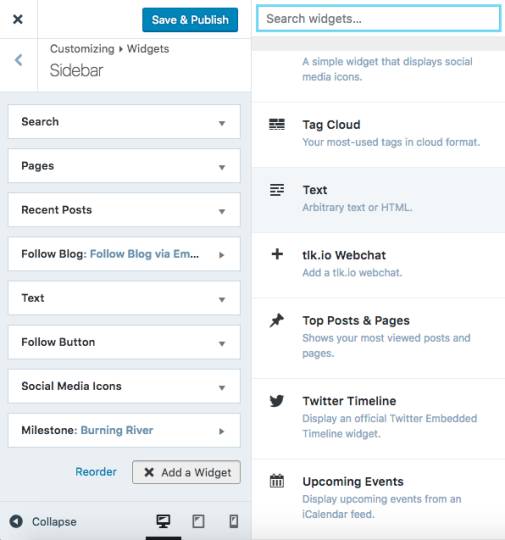 Save & Publish
Customizing ▸ Widgets
Sidebar
Search
Pages
Recent Posts
Follow Blog: Follow Blog via Em...
Text
Follow Button
Social Media Icons
Milestone: Burning River
Reorder
Add a Widget
Collapse
Search widgets...
A simple widget that displays social
media icons.
Tag Cloud
Your most-used tags in cloud format.
Text
Arbitrary text or HTML.
tlk.io Webchat
Add a tlk.io webchat.
Top Posts & Pages
Shows your most viewed posts and
pages.
Twitter Timeline
Display an official Twitter Embedded
Timeline widget.
Upcoming Events
Display upcoming events from an
iCalendar feed.